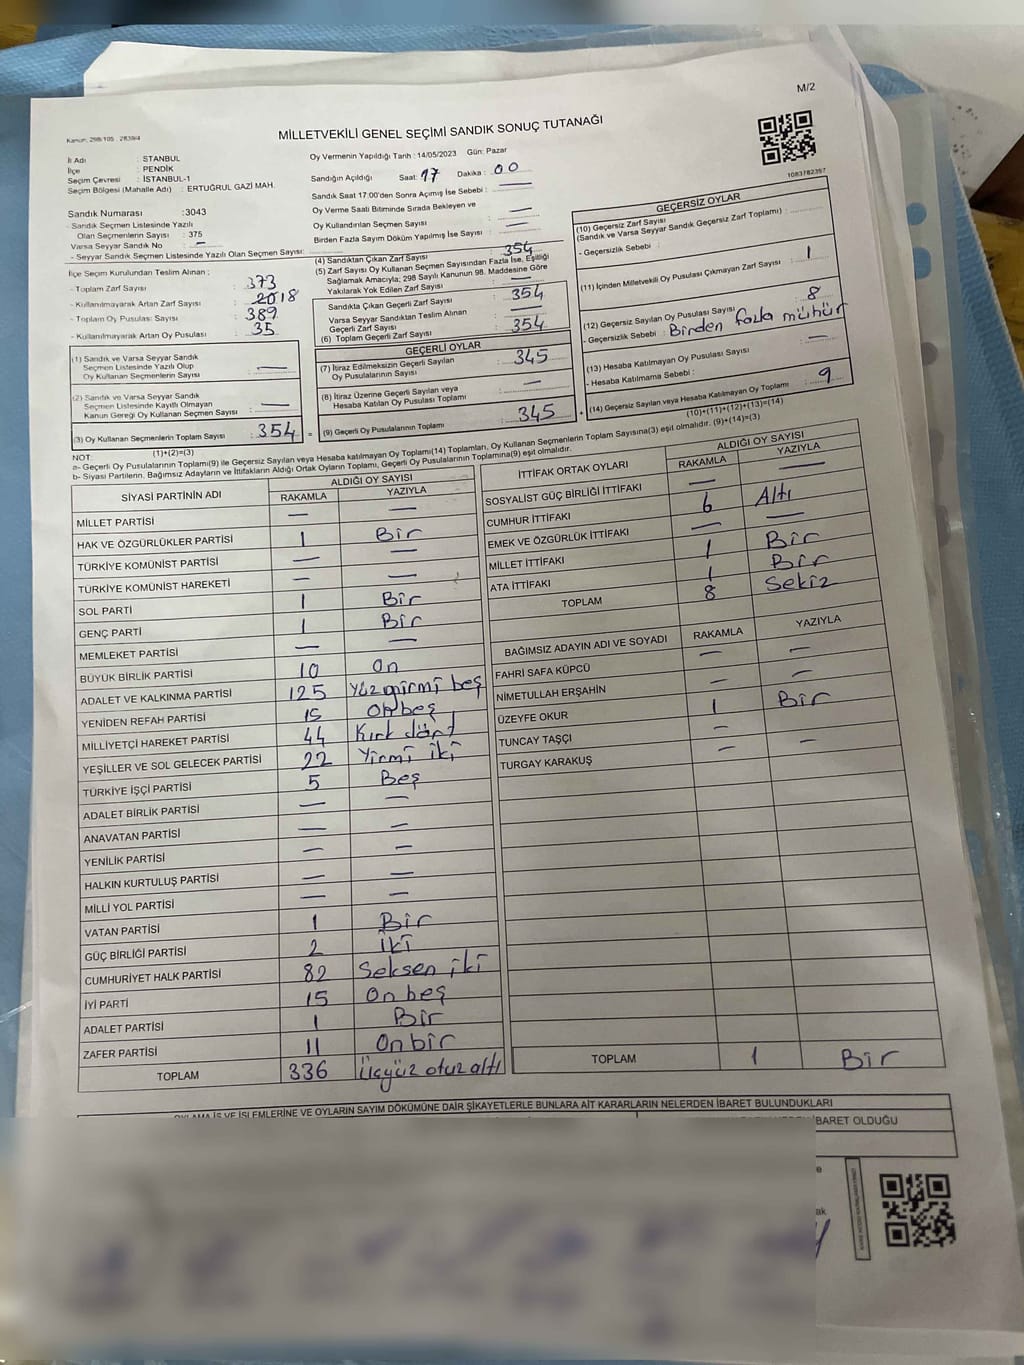 M/2
Kanun: 298/105 , 2839/4
MİLLETVEKİLİ GENEL SEÇİMİ SANDIK SONUÇ TUTANAĞI
1083782397
İl Adı : İSTANBUL
İlçe : PENDİK
Seçim Çevresi : İSTANBUL-1
Seçim Bölgesi (Mahalle Adı) : ERTUĞRUL GAZİ MAH.
Sandık Numarası :3043
- Sandık Seçmen Listesinde Yazılı
Olan Seçmenlerin Sayısı : 375
Varsa Seyyar Sandık No : —
- Seyyar Sandık Seçmen Listesinde Yazılı Olan Seçmen Sayısı:
İlçe Seçim Kurulundan Teslim Alınan :
- Toplam Zarf Sayısı : 373
- Kullanılmayarak Artan Zarf Sayısı : 18
- Toplam Oy Pusulası Sayısı : 389
- Kullanılmayarak Artan Oy Pusulası : 35
(1) Sandık ve Varsa Seyyar Sandık
Seçmen Listesinde Yazılı Olup
Oy Kullanan Seçmenlerin Sayısı : —
(2) Sandık ve Varsa Seyyar Sandık
Seçmen Listesinde Kayıtlı Olmayan
Kanun Gereği Oy Kullanan Seçmen Sayısı : —
(3) Oy Kullanan Seçmenlerin Toplam Sayısı : 354
(1)+(2)=(3)
Oy Vermenin Yapıldığı Tarih : 14/05/2023 Gün: Pazar
Sandığın Açıldığı Saat: 17 Dakika : 00
Sandık Saat 17:00'den Sonra Açımış İse Sebebi : —
Oy Verme Saati Bitiminde Sırada Bekleyen ve
Oy Kullandırılan Seçmen Sayısı : —
Birden Fazla Sayım Döküm Yapılmış İse Sayısı : —
(4) Sandıktan Çıkan Zarf Sayısı : 354
(5) Zarf Sayısı Oy Kullanan Seçmen Sayısından Fazla İse, Eşitliği
Sağlamak Amacıyla; 298 Sayılı Kanunun 98. Maddesine Göre
Yakılarak Yok Edilen Zarf Sayısı : —
Sandıkta Çıkan Geçerli Zarf Sayısı : 354
Varsa Seyyar Sandıktan Teslim Alınan
Geçerli Zarf Sayısı : —
(6) Toplam Geçerli Zarf Sayısı : 354
GEÇERLİ OYLAR
(7) İtiraz Edilmeksizin Geçerli Sayılan
Oy Pusulalarının Sayısı : 345
(8) İtiraz Üzerine Geçerli Sayılan veya
Hesaba Katılan Oy Pusulası Toplamı : —
= (9) Geçerli Oy Pusulalarının Toplamı : 345
GEÇERSİZ OYLAR
(10) Geçersiz Zarf Sayısı
(Sandık ve Varsa Seyyar Sandık Geçersiz Zarf Toplamı) :
- Geçersizlik Sebebi :
(11) İçinden Milletvekili Oy Pusulası Çıkmayan Zarf Sayısı : 1
(12) Geçersiz Sayılan Oy Pusulası Sayısı : 8
- Geçersizlik Sebebi : Birden fazla mühür
(13) Hesaba Katılmayan Oy Pusulası Sayısı : —
- Hesaba Katılmama Sebebi :
+ (14) Geçersiz Sayılan veya Hesaba Katılmayan Oy Toplamı : 9
(10)+(11)+(12)+(13)=(14)
NOT:
a- Geçerli Oy Pusulalarının Toplamı(9) ile Geçersiz Sayılan veya Hesaba katılmayan Oy Toplamı(14) Toplamları, Oy Kullanan Seçmenlerin Toplam Sayısına(3) eşit olmalıdır. (9)+(14)=(3)
b- Siyasi Partilerin, Bağımsız Adayların ve İttifakların Aldığı Ortak Oyların Toplamı, Geçerli Oy Pusulalarının Toplamına(9) eşit olmalıdır.
SİYASİ PARTİNİN ADI ALDIĞI OY SAYISI
RAKAMLA YAZIYLA
MİLLET PARTİSİ — —
HAK VE ÖZGÜRLÜKLER PARTİSİ 1 Bir
TÜRKİYE KOMÜNİST PARTİSİ — —
TÜRKİYE KOMÜNİST HAREKETİ — —
SOL PARTİ 1 Bir
GENÇ PARTİ 1 Bir
MEMLEKET PARTİSİ — —
BÜYÜK BİRLİK PARTİSİ 10 On
ADALET VE KALKINMA PARTİSİ 125 Yüzyirmi beş
YENİDEN REFAH PARTİSİ 15 On beş
MİLLİYETÇİ HAREKET PARTİSİ 44 Kırk dört
YEŞİLLER VE SOL GELECEK PARTİSİ 22 Yirmi iki
TÜRKİYE İŞÇİ PARTİSİ 5 Beş
ADALET BİRLİK PARTİSİ — —
ANAVATAN PARTİSİ — —
YENİLİK PARTİSİ — —
HALKIN KURTULUŞ PARTİSİ — —
MİLLİ YOL PARTİSİ — —
VATAN PARTİSİ 1 Bir
GÜÇ BİRLİĞİ PARTİSİ 2 İki
CUMHURİYET HALK PARTİSİ 82 Seksen iki
İYİ PARTİ 15 On beş
ADALET PARTİSİ 1 Bir
ZAFER PARTİSİ 11 On bir
TOPLAM 336 Üçyüz otuz altı
İTTİFAK ORTAK OYLARI ALDIĞI OY SAYISI
RAKAMLA YAZIYLA
SOSYALİST GÜÇ BİRLİĞİ İTTİFAKI — —
CUMHUR İTTİFAKI 6 Altı
EMEK VE ÖZGÜRLÜK İTTİFAKI — —
MİLLET İTTİFAKI 1 Bir
ATA İTTİFAKI 1 Bir
TOPLAM 8 Sekiz
BAĞIMSIZ ADAYIN ADI VE SOYADI RAKAMLA YAZIYLA
FAHRİ SAFA KÜPCÜ — —
NİMETULLAH ERŞAHİN — —
ÜZEYFE OKUR 1 Bir
TUNCAY TAŞÇI —
TURGAY KARAKUŞ — —
TOPLAM 1 Bir
OYLAMA İŞ VE İŞLEMLERİNE VE OYLARIN SAYIM DÖKÜMÜNE DAİR ŞİKAYETLERLE BUNLARA AİT KARARLARIN NELERDEN İBARET BULUNDUKLARI
İBARET OLDUĞU